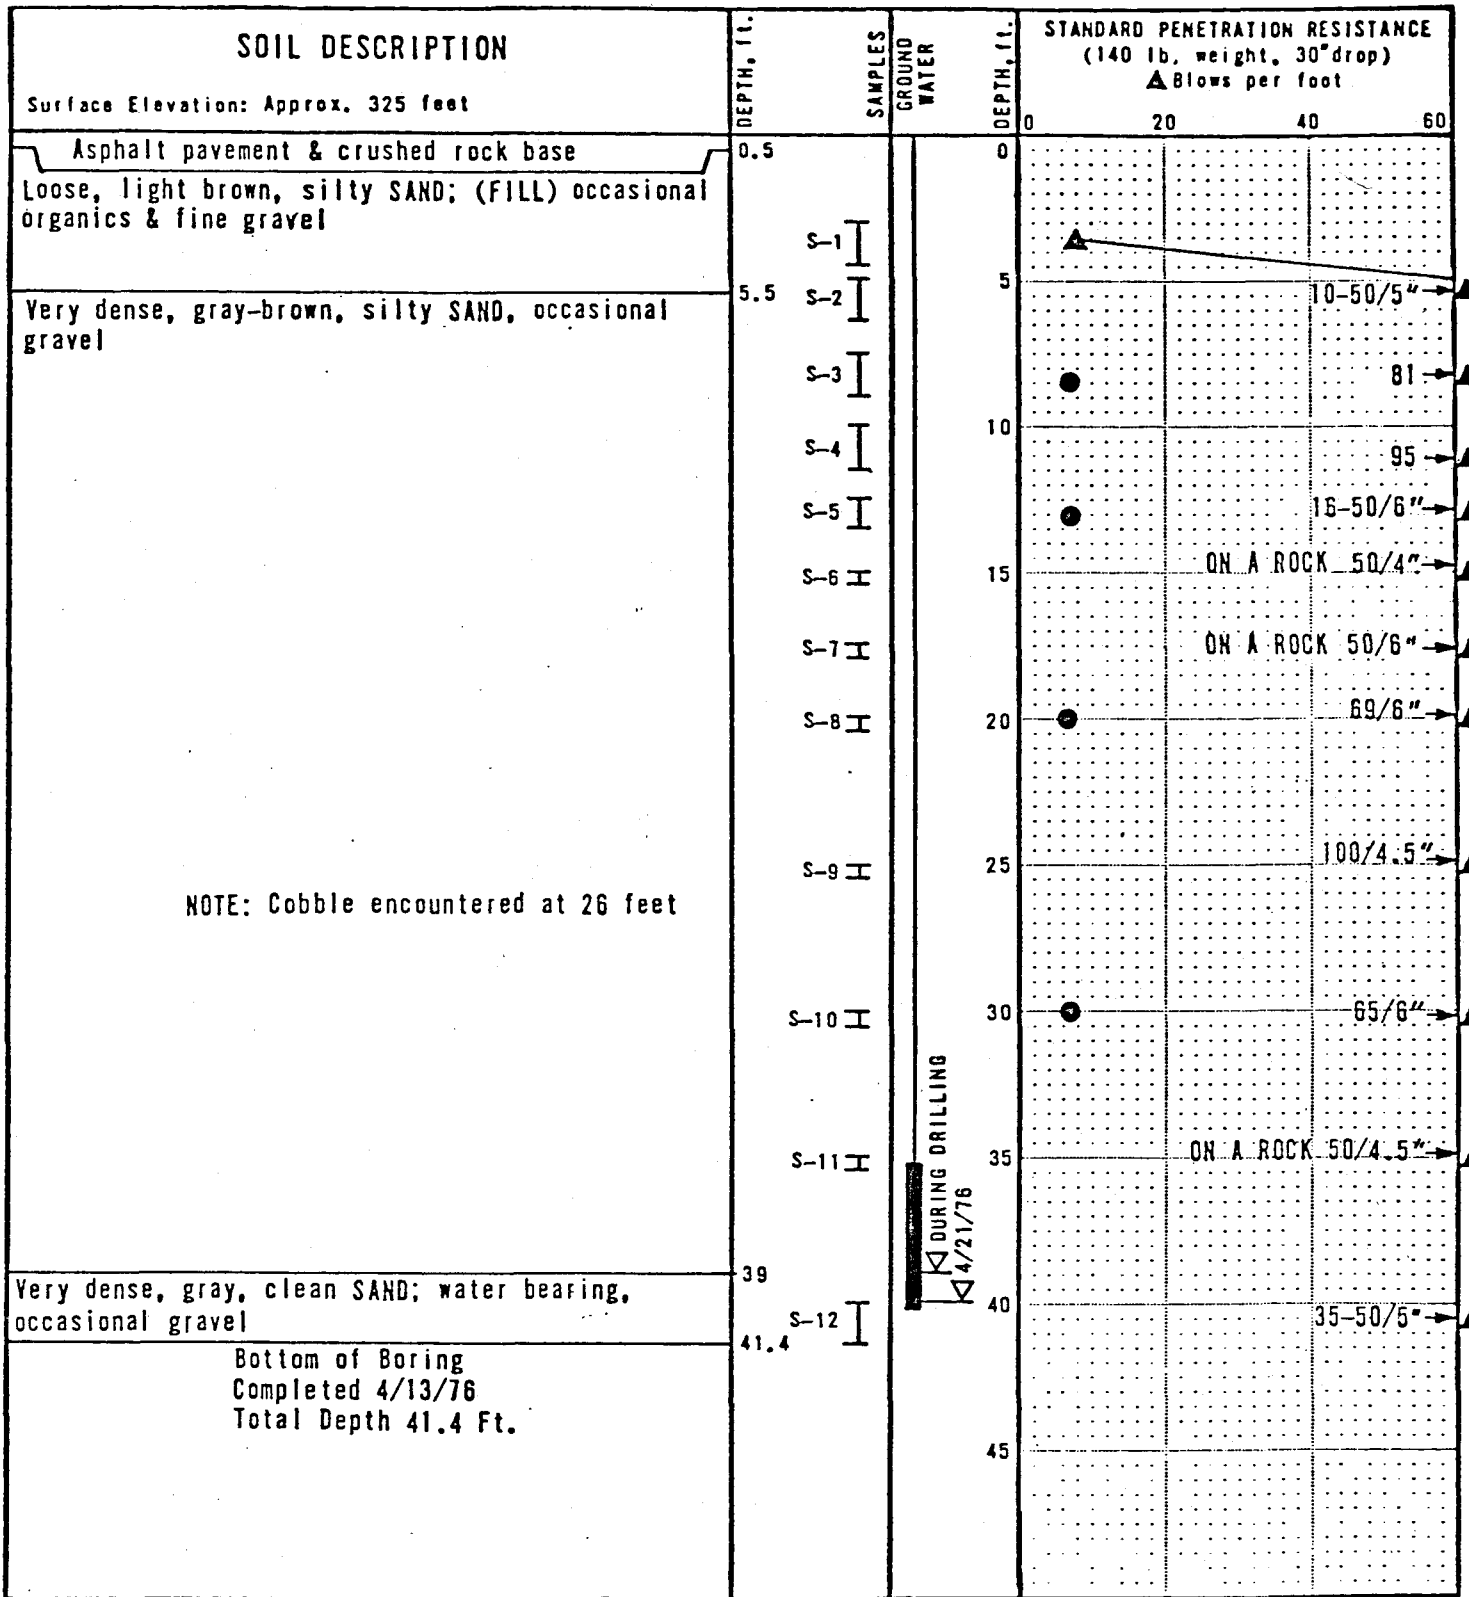 SOIL DESCRIPTION
Surface Elevation: Approx. 325 feet
DEPTH, ft.
SAMPLES
GROUND
WATER
DEPTH, ft.
STANDARD PENETRATION RESISTANCE
(140 lb. weight, 30" drop)
▲ Blows per foot
0 20 40 60
Asphalt pavement & crushed rock base
0.5
0
Loose, light brown, silty SAND; (FILL) occasional
organics & fine gravel
S-1
5
5.5
S-2
10-50/5"
Very dense, gray-brown, silty SAND, occasional
gravel
S-3
81
10
S-4
95
S-5
16-50/6"
S-6
15
ON A ROCK 50/4"
S-7
ON A ROCK 50/6"
S-8
20
69/6"
S-9
25
100/4.5"
NOTE: Cobble encountered at 26 feet
S-10
30
65/6"
S-11
35
ON A ROCK 50/4.5"
DURING DRILLING
4/21/76
39
Very dense, gray, clean SAND; water bearing,
occasional gravel
S-12
40
35-50/5"
41.4
Bottom of Boring
Completed 4/13/76
Total Depth 41.4 Ft.
45